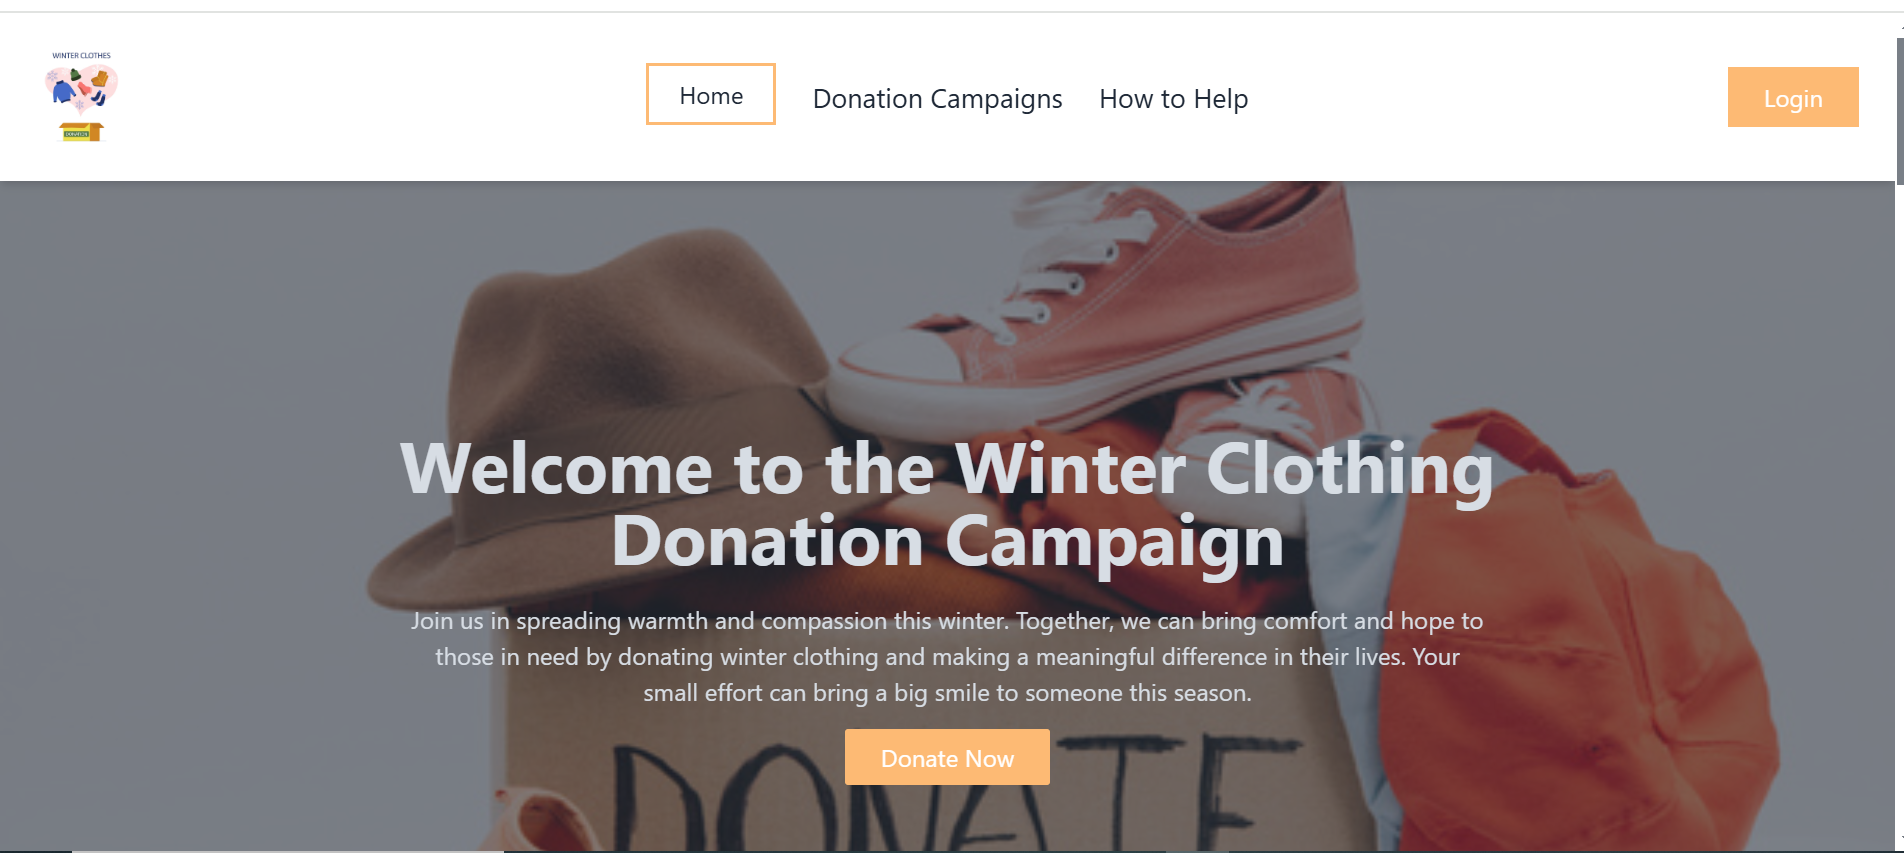 WINTER CLOTHES
DONATION
Home
Donation Campaigns
How to Help
Login
Welcome to the Winter Clothing
Donation Campaign
Join us in spreading warmth and compassion this winter. Together, we can bring comfort and hope to
those in need by donating winter clothing and making a meaningful difference in their lives. Your
small effort can bring a big smile to someone this season.
Donate Now
DONATE